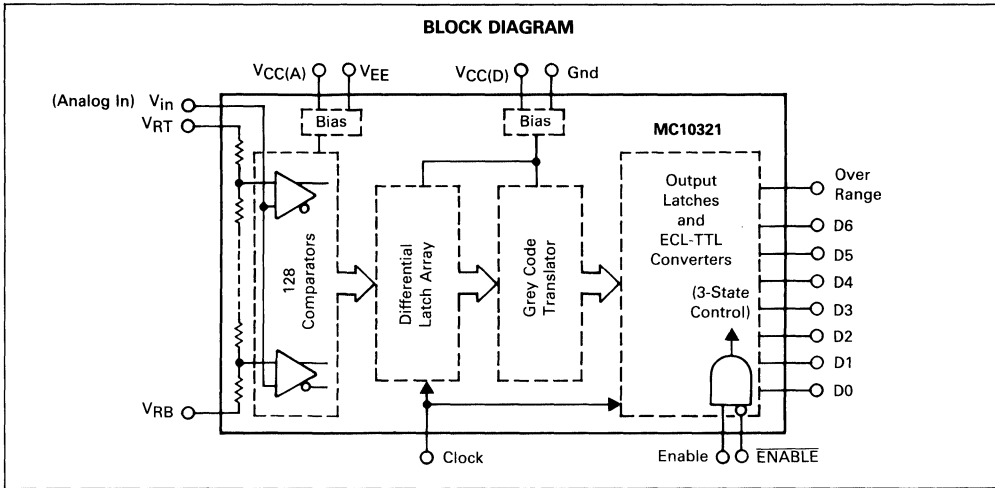 BLOCK DIAGRAM
VCC(A)
VEE
VCC(D)
Gnd
(Analog In) Vin
VRT
Bias
Bias
MC10321
128
Comparators
Differential
Latch Array
Grey Code
Translator
Output
Latches
and
ECL-TTL
Converters
(3-State
Control)
Over
Range
D6
D5
D4
D3
D2
D1
D0
VRB
Clock
Enable
ENABLE